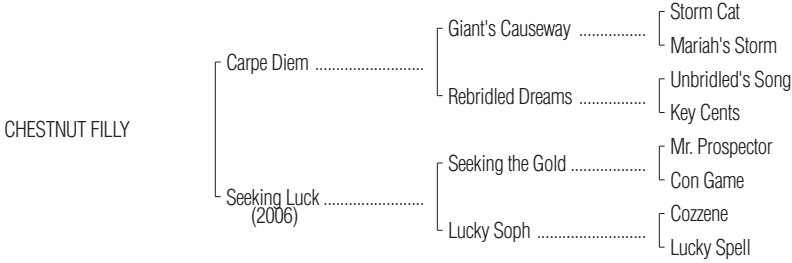 Storm Cat
Giant's Causeway ................
Mariah's Storm
Carpe Diem ..........................
Unbridled's Song
Rebridled Dreams ................
Key Cents
CHESTNUT FILLY
Mr. Prospector
Seeking the Gold ..................
Con Game
Seeking Luck ........................
(2006)
Cozzene
Lucky Soph ..........................
Lucky Spell